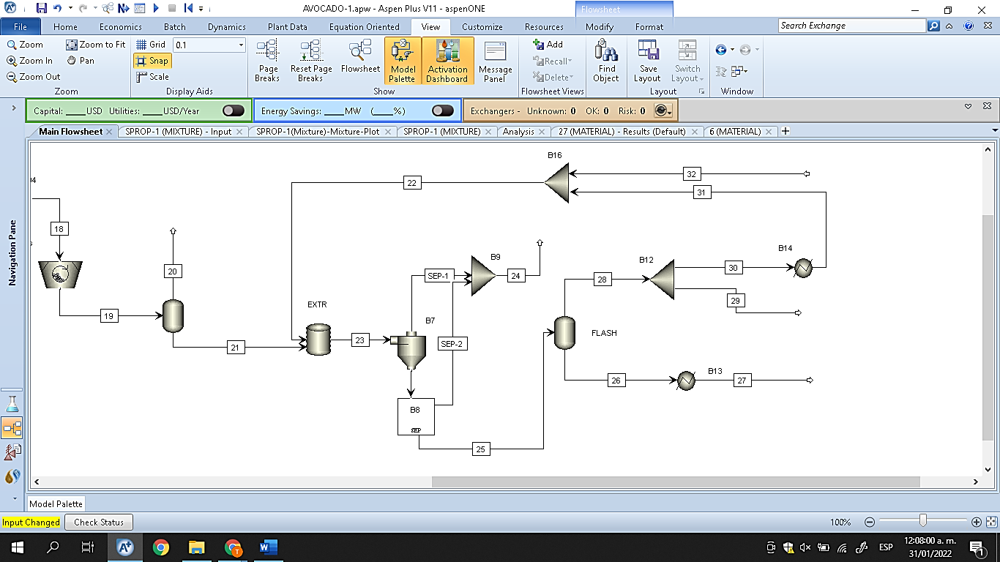 AVOCADO-1.apw - Aspen Plus V11 - aspenONE
Flowsheet
File Home Economics Batch Dynamics Plant Data Equation Oriented View Customize Resources Modify Format Search Exchange
Zoom Zoom to Fit Grid 0.1
Zoom In Pan Snap
Zoom Out Scale
Page Breaks Reset Page Breaks Flowsheet Model Palette Activation Dashboard Message Panel
Add
Recall
Delete
Find Object Save Layout Switch Layout
Zoom Display Aids Show Flowsheet Views Layout Window
Capital: ____USD Utilities: ____USD/Year Energy Savings: ____MW (____%) Exchangers - Unknown: 0 OK: 0 Risk: 0
Main Flowsheet SPROP-1 (MIXTURE) - Input SPROP-1(Mixture)-Mixture-Plot SPROP-1 (MIXTURE) Analysis 27 (MATERIAL) - Results (Default) 6 (MATERIAL)
Navigation Pane
B16
32
22
31
18
B14
B9
B12
20
SEP-1
24
28
30
29
EXTR
19
B7
FLASH
21
23
SEP-2
B13
26
27
B8
SEP
25
Model Palette
Input Changed Check Status 100%
ESP
12:08:00 a. m.
31/01/2022
1